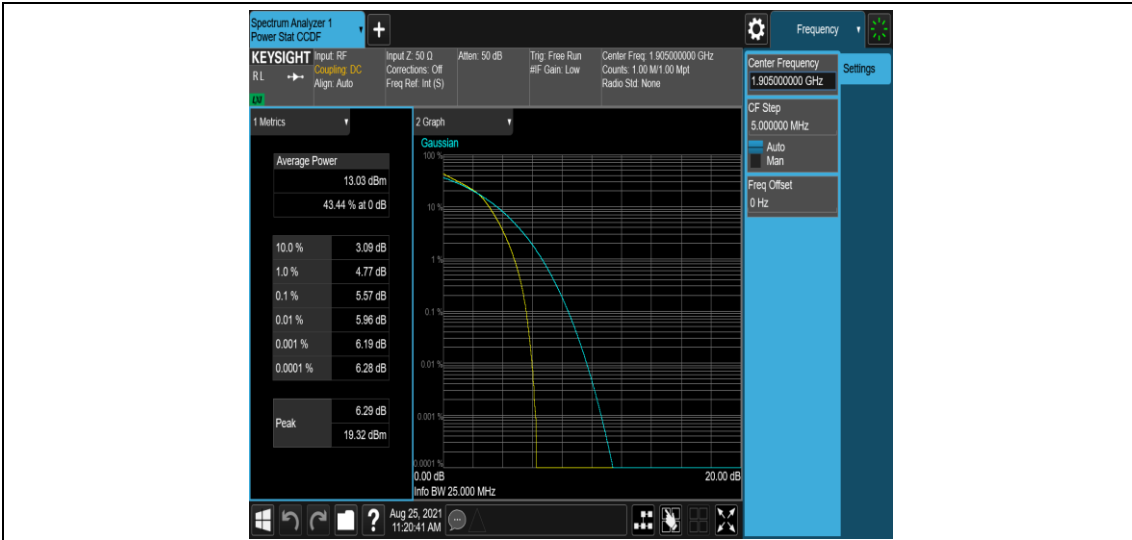 Spectrum Analyzer 1
Power Stat CCDF
+
Frequency
KEYSIGHT
R L
LXI
Input: RF
Coupling: DC
Align: Auto
Input Z: 50 Ω
Corrections: Off
Freq Ref: Int (S)
Atten: 50 dB
Trig: Free Run
#IF Gain: Low
Center Freq: 1.905000000 GHz
Counts: 1.00 M/1.00 Mpt
Radio Std: None
Center Frequency
1.905000000 GHz
Settings
CF Step
5.000000 MHz
Auto
Man
Freq Offset
0 Hz
1 Metrics
Average Power
13.03 dBm
43.44 % at 0 dB
10.0 % 3.09 dB
1.0 % 4.77 dB
0.1 % 5.57 dB
0.01 % 5.96 dB
0.001 % 6.19 dB
0.0001 % 6.28 dB
Peak
6.29 dB
19.32 dBm
2 Graph
Gaussian
100 %
10 %
1 %
0.1 %
0.01 %
0.001 %
0.0001 %
0.00 dB 20.00 dB
Info BW 25.000 MHz
?
Aug 25, 2021
11:20:41 AM